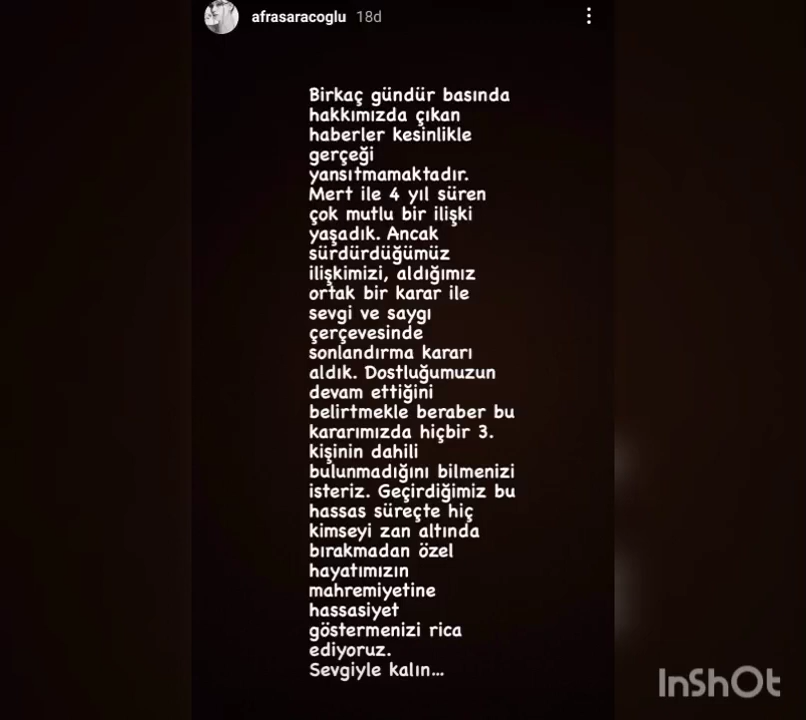 afrasaracoglu 18d
Birkaç gündür basında
hakkımızda çıkan
haberler kesinlikle
gerçeği
yansıtmamaktadır.
Mert ile 4 yıl süren
çok mutlu bir ilişki
yaşadık. Ancak
sürdürdüğümüz
ilişkimizi, aldığımız
ortak bir karar ile
sevgi ve saygı
çerçevesinde
sonlandırma kararı
aldık. Dostluğumuzun
devam ettiğini
belirtmekle beraber bu
kararımızda hiçbir 3.
kişinin dahili
bulunmadığını bilmenizi
isteriz. Geçirdiğimiz bu
hassas süreçte hiç
kimseyi zan altında
bırakmadan özel
hayatımızın
mahremiyetine
hassasiyet
göstermenizi rica
ediyoruz.
Sevgiyle kalın...
InShOt